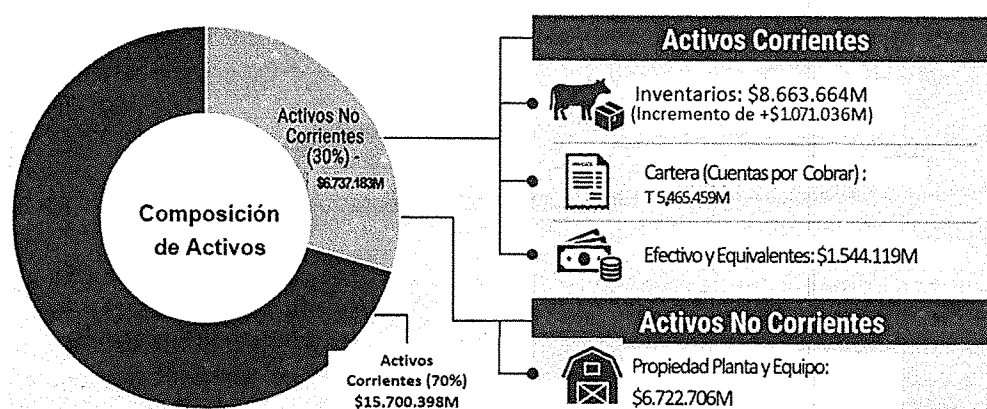 Activos No
Corrientes
(30%) -
$6.737.183M
Composición
de Activos
Activos
Corrientes (70%)
$15.700.398M
Activos Corrientes
Inventarios: $8.663.664M
(Incremento de +$1.071.036M)
Cartera (Cuentas por Cobrar) :
T 5,465.459M
Efectivo y Equivalentes: $1.544.119M
Activos No Corrientes
Propiedad Planta y Equipo:
$6.722.706M